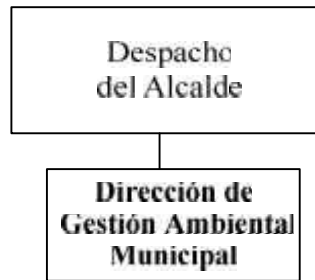 Despacho
del Alcalde
Dirección de
Gestión Ambiental
Municipal